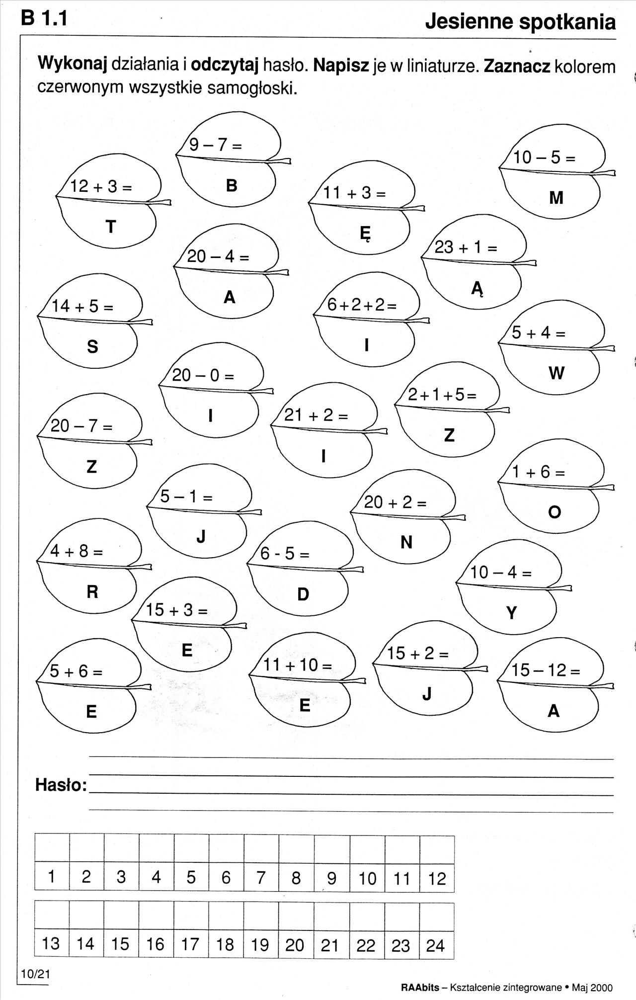 B 1.1
Jesienne spotkania
Wykonaj działania i odczytaj hasło. Napisz je w liniaturze. Zaznacz kolorem
czerwonym wszystkie samogłoski.
9 – 7 =
B
10 – 5 =
M
12 + 3 =
T
11 + 3 =
Ę
20 – 4 =
A
23 + 1 =
Ą
14 + 5 =
S
6+2+2=
I
5 + 4 =
W
20 – 0 =
I
2+1+5=
Z
20 – 7 =
Z
21 + 2 =
I
1 + 6 =
O
5 – 1 =
J
20 + 2 =
N
4 + 8 =
R
6 - 5 =
D
10 – 4 =
Y
15 + 3 =
E
5 + 6 =
E
11 + 10 =
E
15 + 2 =
J
15 – 12 =
A
Hasło:
1 2 3 4 5 6 7 8 9 10 11 12
13 14 15 16 17 18 19 20 21 22 23 24
10/21
RAAbits – Kształcenie zintegrowane • Maj 2000